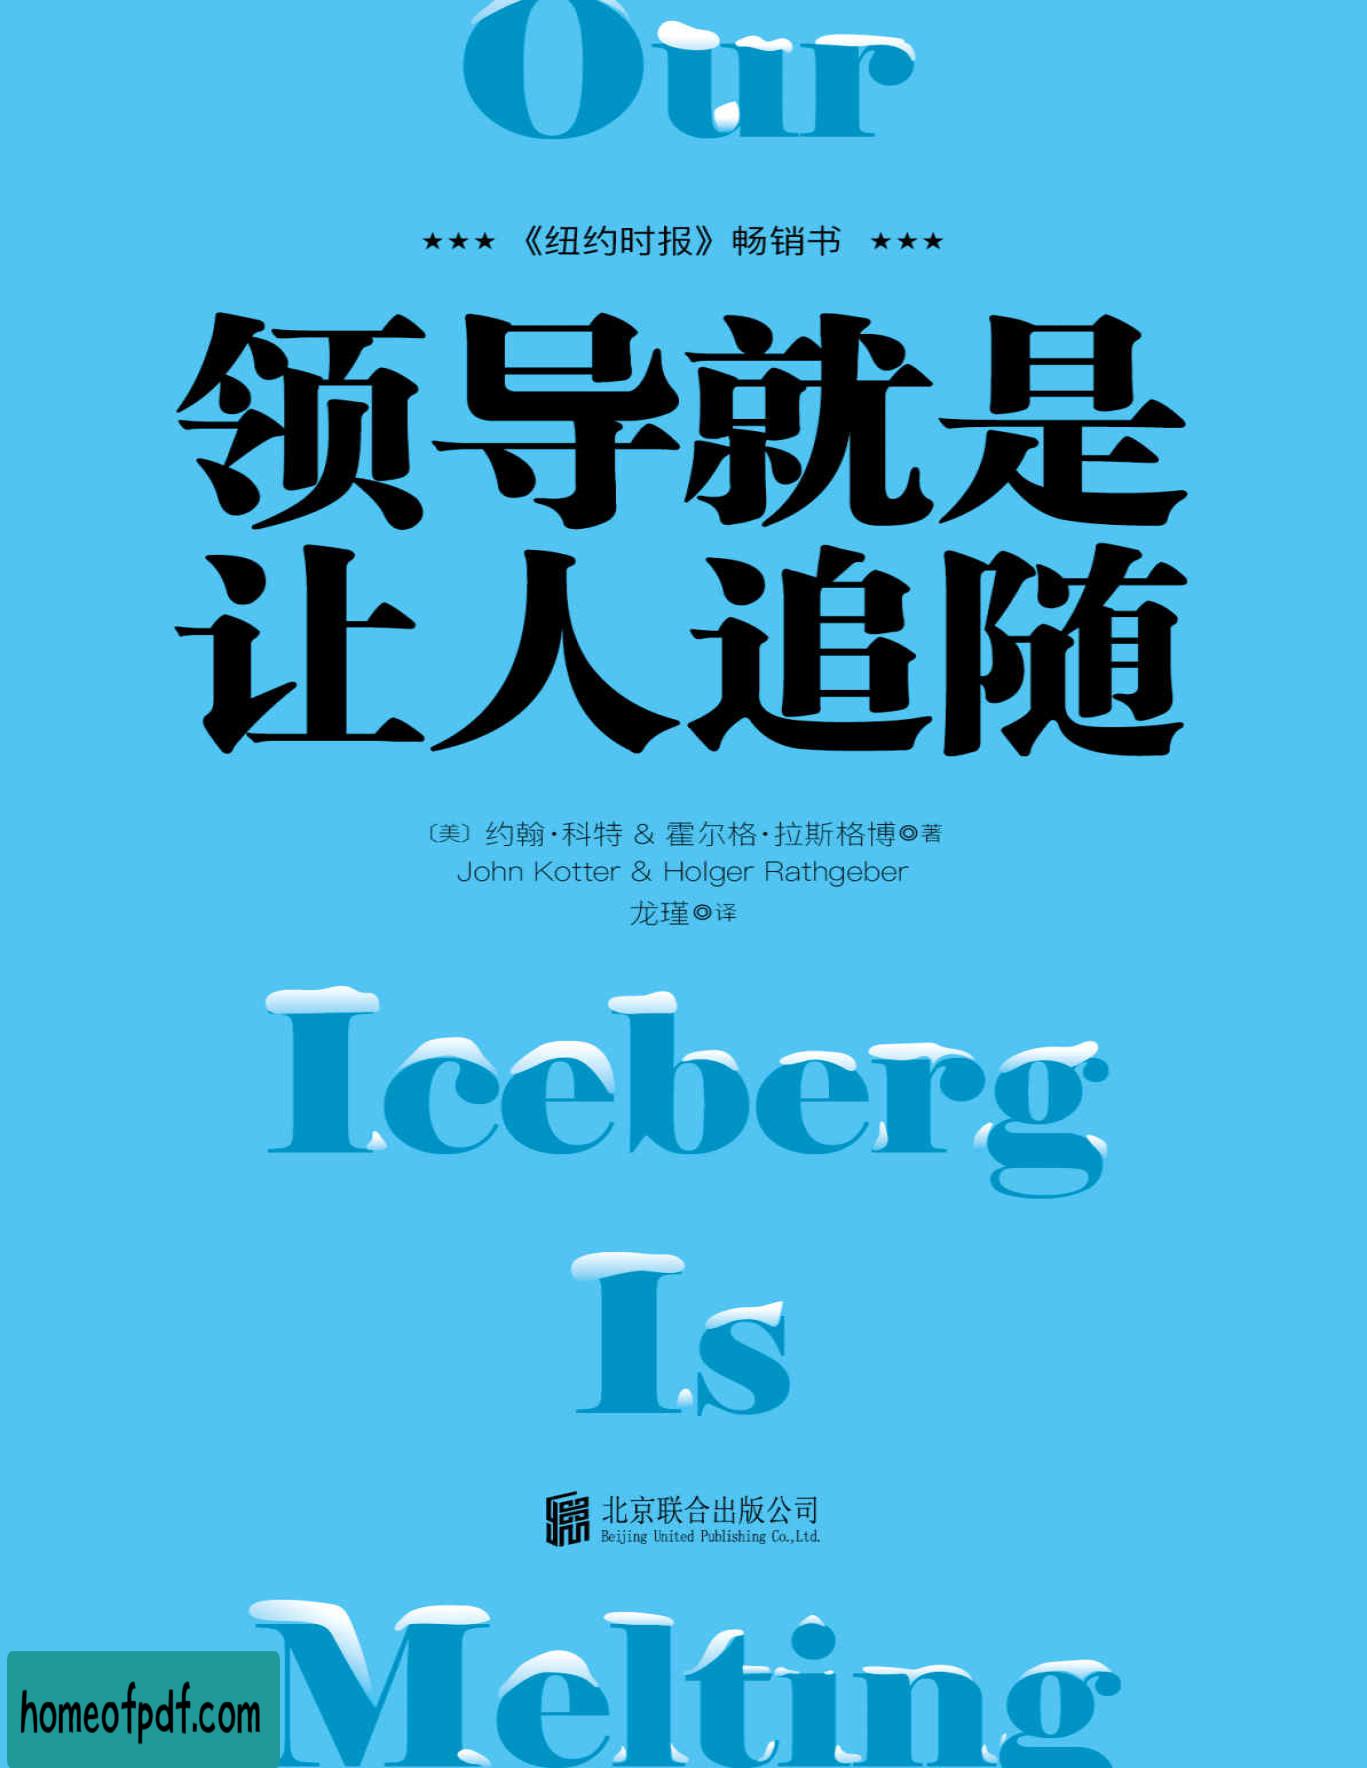 Our
★★★ 《纽约时报》畅销书 ★★★
领导就是
让人追随
〔美〕约翰·科特 & 霍尔格·拉斯格博◎著
John Kotter & Holger Rathgeber
龙瑾◎译
Iceberg
Is
北京联合出版公司
Beijing United Publishing Co.,Ltd.
Melting
homeofpdf.com